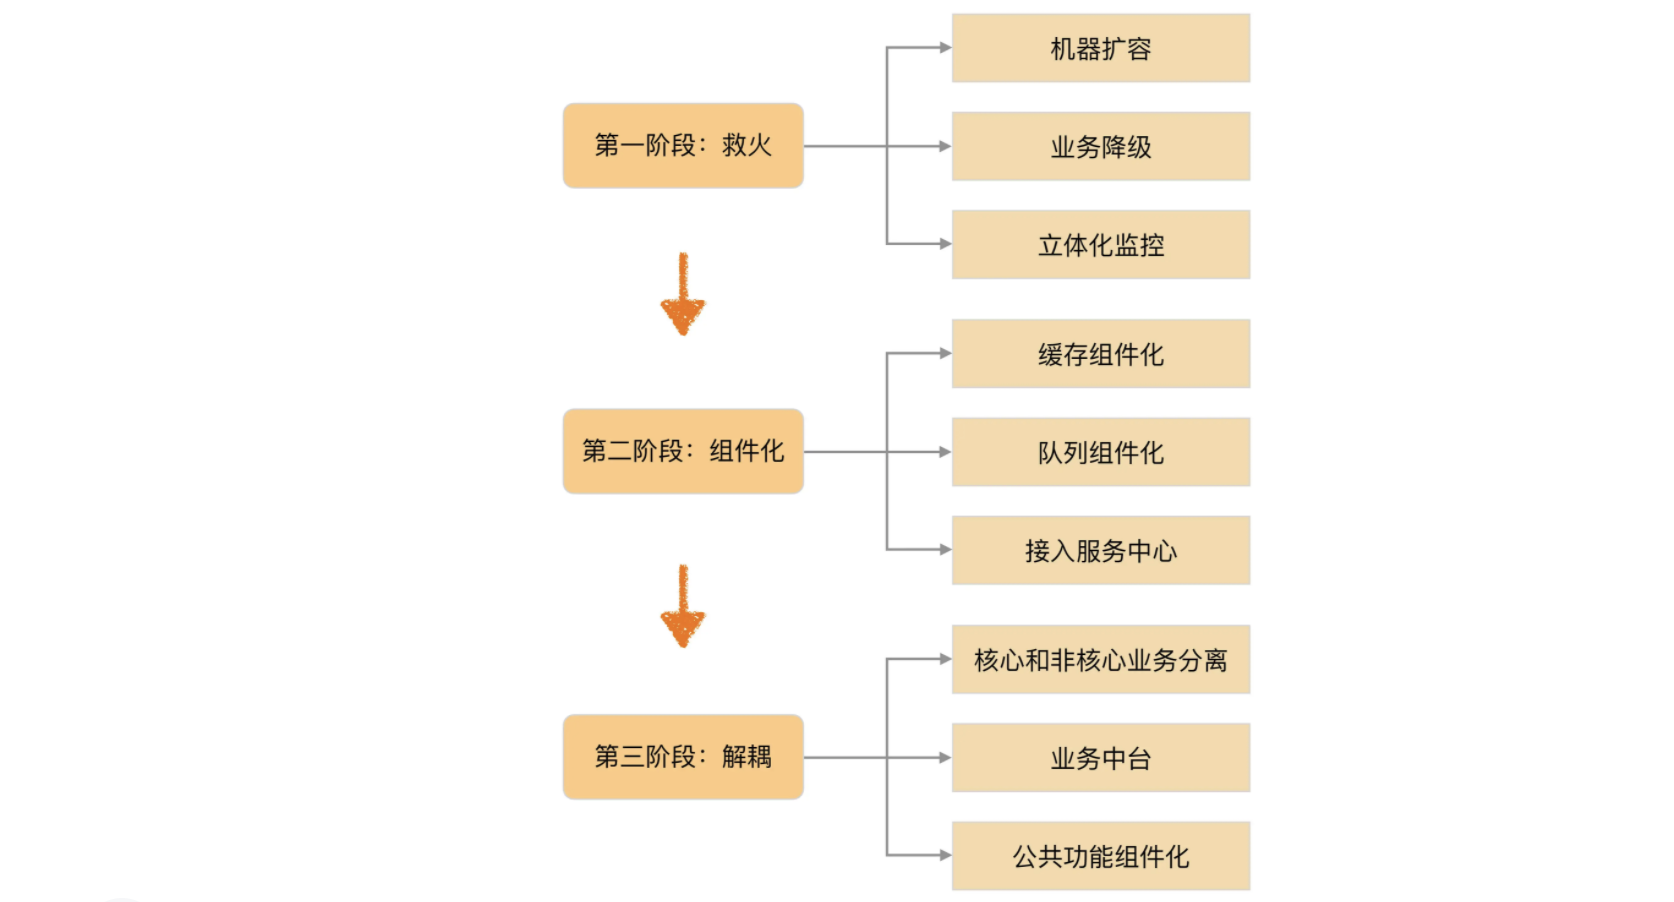 第一阶段：救火
机器扩容
业务降级
立体化监控
第二阶段：组件化
缓存组件化
队列组件化
接入服务中心
第三阶段：解耦
核心和非核心业务分离
业务中台
公共功能组件化